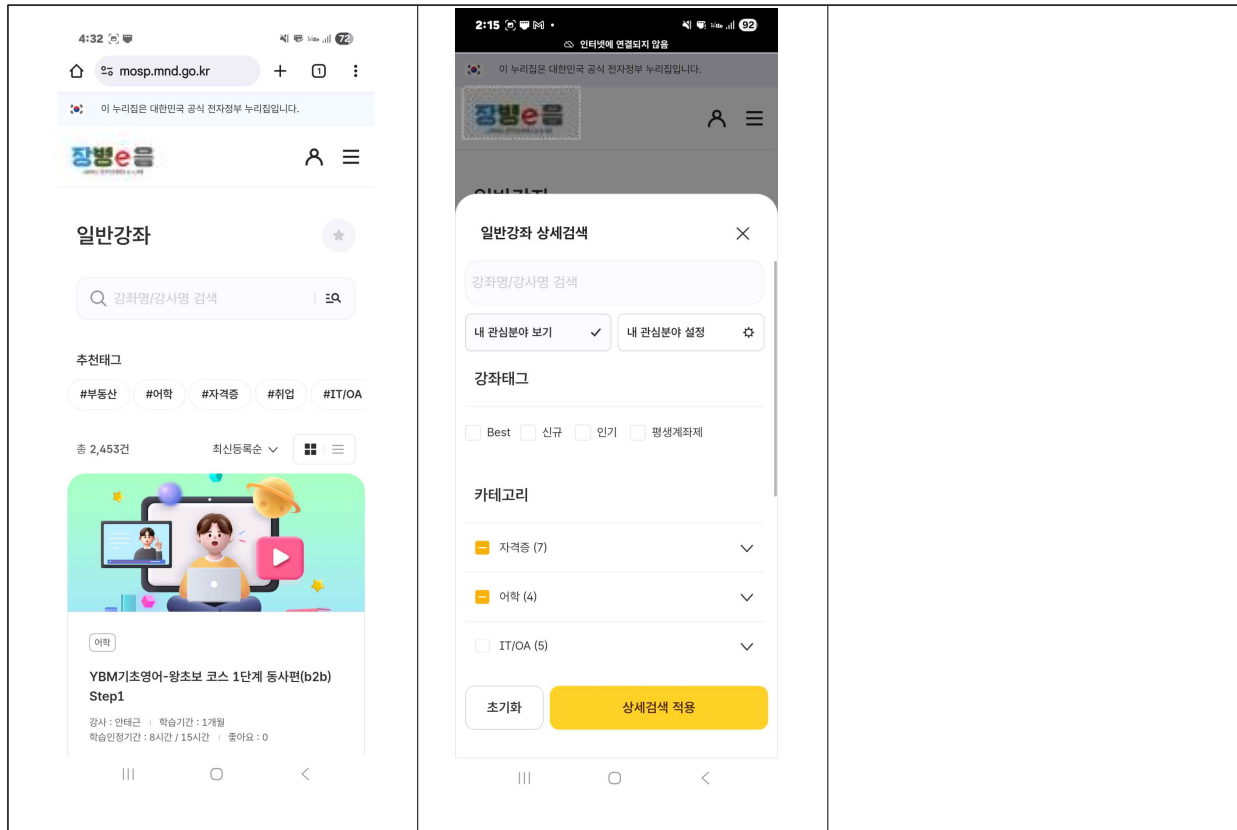 4:32
72
mosp.mnd.go.kr
1
이 누리집은 대한민국 공식 전자정부 누리집입니다.
장병e음
일반강좌
강좌명/강사명 검색
추천태그
#부동산 #어학 #자격증 #취업 #IT/OA
총 2,453건 최신등록순
어학
YBM기초영어-왕초보 코스 1단계 동사편(b2b)
Step1
강사 : 안태근 | 학습기간 : 1개월
학습인정기간 : 8시간 / 15시간 | 좋아요 : 0
2:15
92
인터넷에 연결되지 않음
이 누리집은 대한민국 공식 전자정부 누리집입니다.
장병e음
일반강좌
일반강좌 상세검색
강좌명/강사명 검색
내 관심분야 보기 내 관심분야 설정
강좌태그
Best 신규 인기 평생계좌제
카테고리
자격증 (7)
어학 (4)
IT/OA (5)
초기화 상세검색 적용